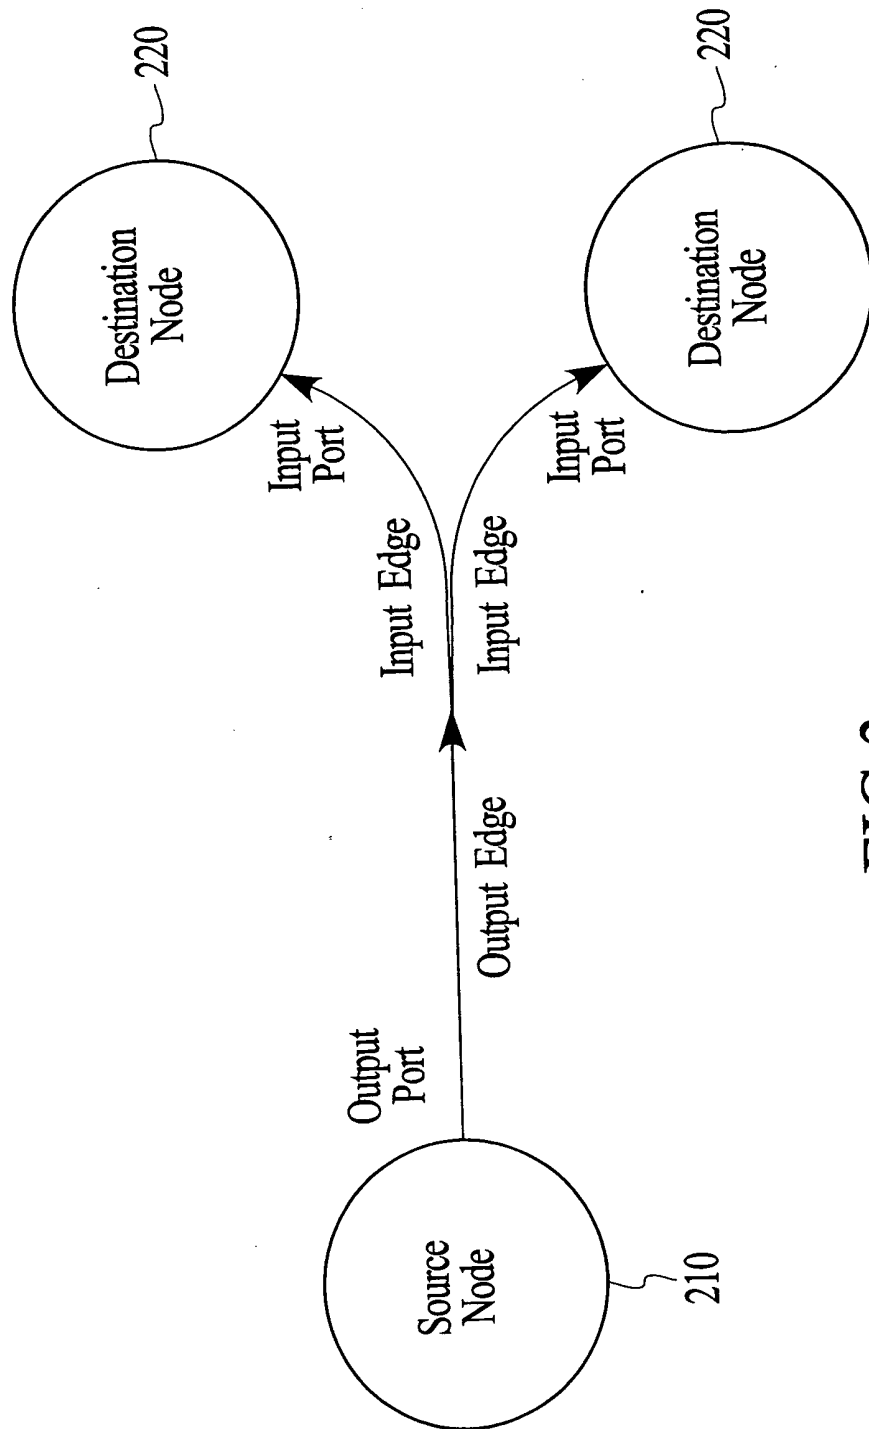 Source
Node
210
Output
Port
Output Edge
Input Edge
Input Edge
Input
Port
Input
Port
Destination
Node
220
Destination
Node
220